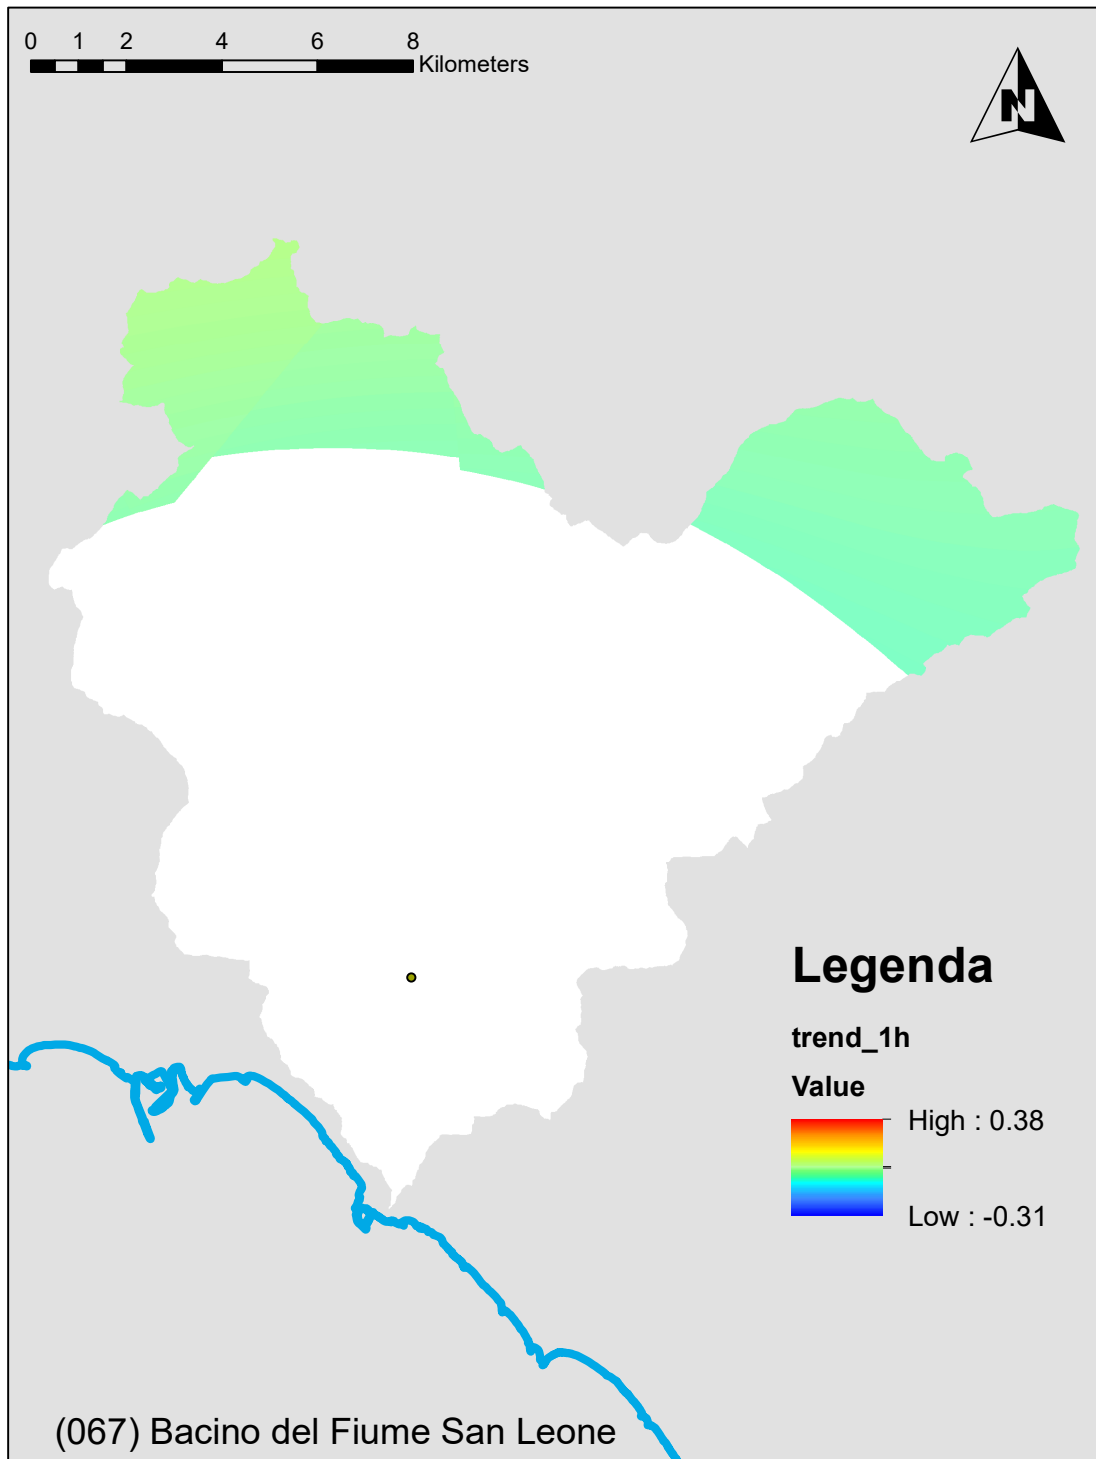 0 1 2 4 6 8
Kilometers
N
Legenda
trend_1h
Value
High : 0.38
Low : -0.31
(067) Bacino del Fiume San Leone